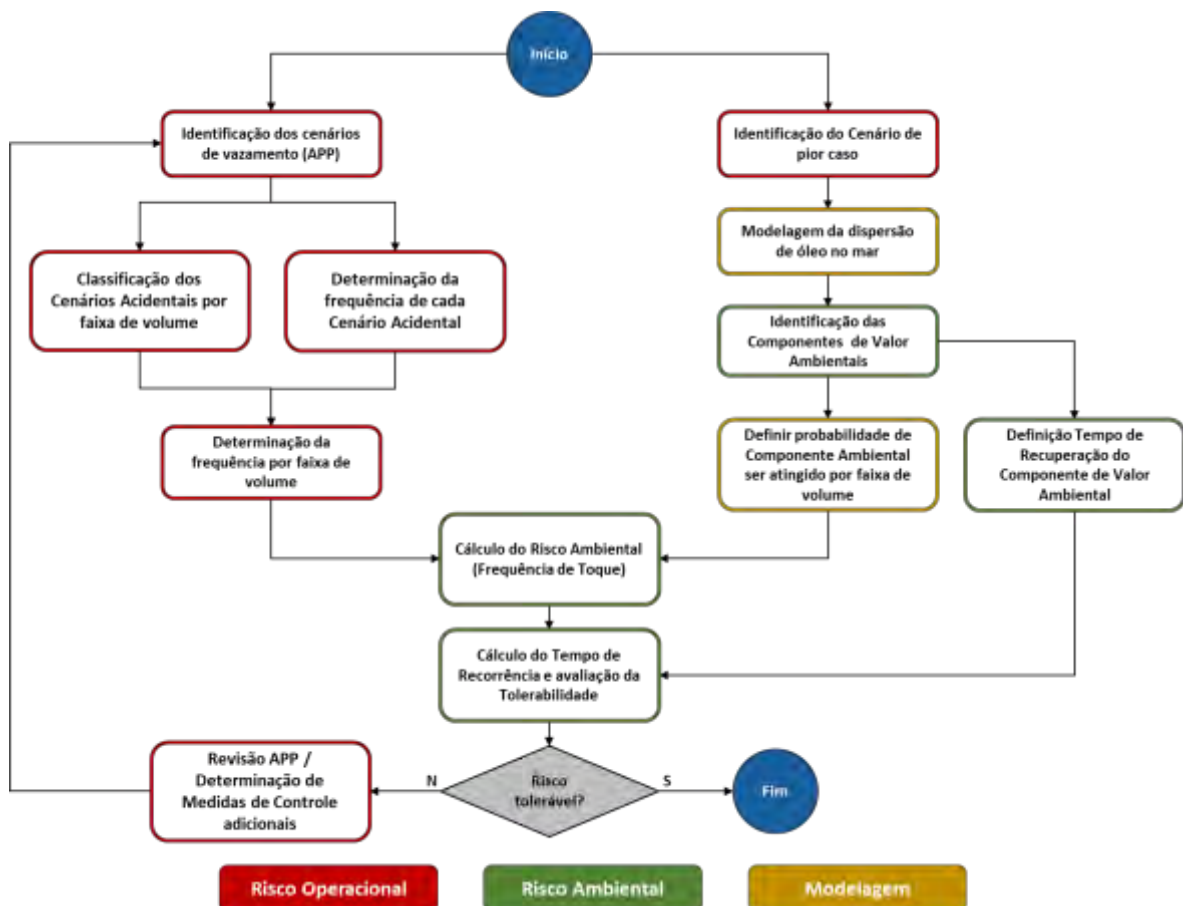 Início
Identificação dos cenários
de vazamento (APP)
Identificação do Cenário de
pior caso
Modelagem da dispersão
de óleo no mar
Classificação dos
Cenários Acidentais por
faixa de volume
Determinação da
frequência de cada
Cenário Acidental
Identificação das
Componentes de Valor
Ambientais
Determinação da
frequência por faixa de
volume
Definir probabilidade de
Componente Ambiental
ser atingido por faixa de
volume
Definição Tempo de
Recuperação do
Componente de Valor
Ambiental
Cálculo do Risco Ambiental
(Frequência de Toque)
Cálculo do Tempo de
Recorrência e avaliação da
Tolerabilidade
Revisão APP /
Determinação de
Medidas de Controle
adicionais
N
Risco
tolerável?
S
Fim
Risco Operacional
Risco Ambiental
Modelagem